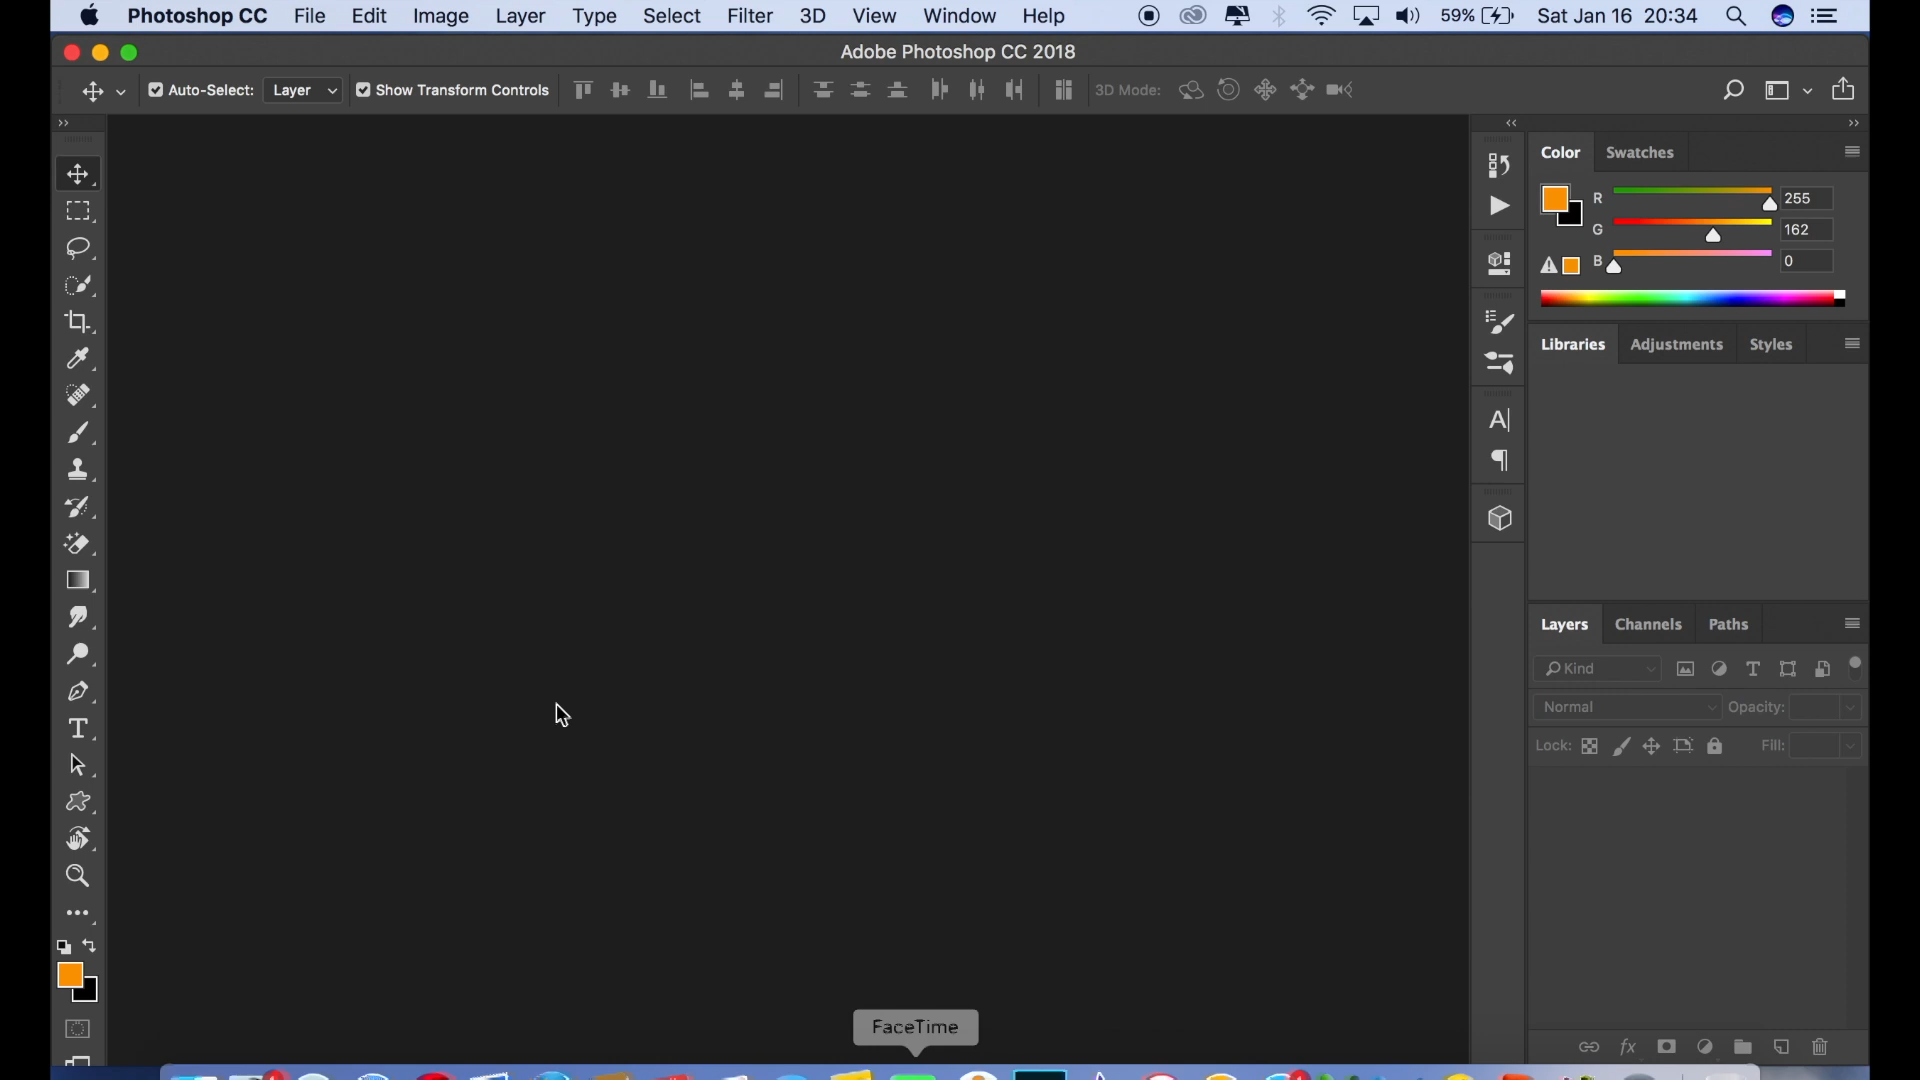 Photoshop CC File Edit Image Layer Type Select Filter 3D View Window Help 59% Sat Jan 16 20:34
Adobe Photoshop CC 2018
Auto-Select: Layer Show Transform Controls 3D Mode:
Color Swatches
R 255
G 162
B 0
Libraries Adjustments Styles
Layers Channels Paths
Kind
Normal Opacity:
Lock: Fill:
fx
FaceTime